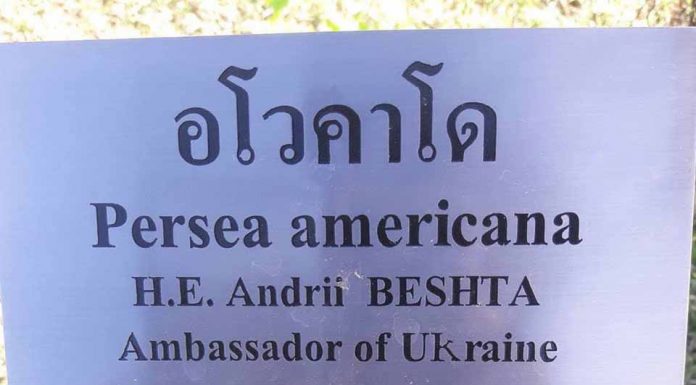 อโวคาโด
Persea americana
H.E. Andrii BESHTA
Ambassador of UKraine